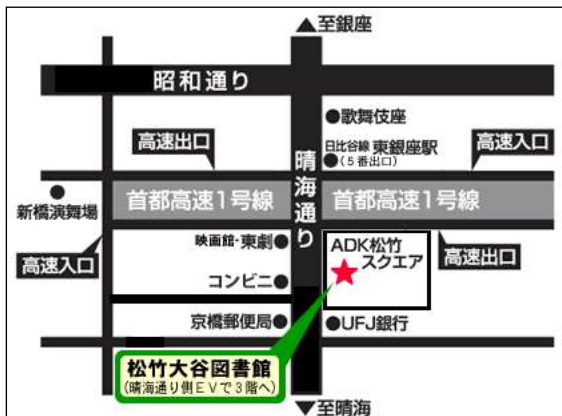 ▲至銀座
昭和通り
●歌舞伎座
高速出口
日比谷線 東銀座駅
●(5番出口)
高速入口
晴海通り
首都高速1号線
首都高速1号線
新橋演舞場
高速入口
映画館・東劇●
ADK松竹
スクエア
高速出口
コンビニ●
京橋郵便局●
●UFJ銀行
松竹大谷図書館
(晴海通り側EVで3階へ)
▼至晴海